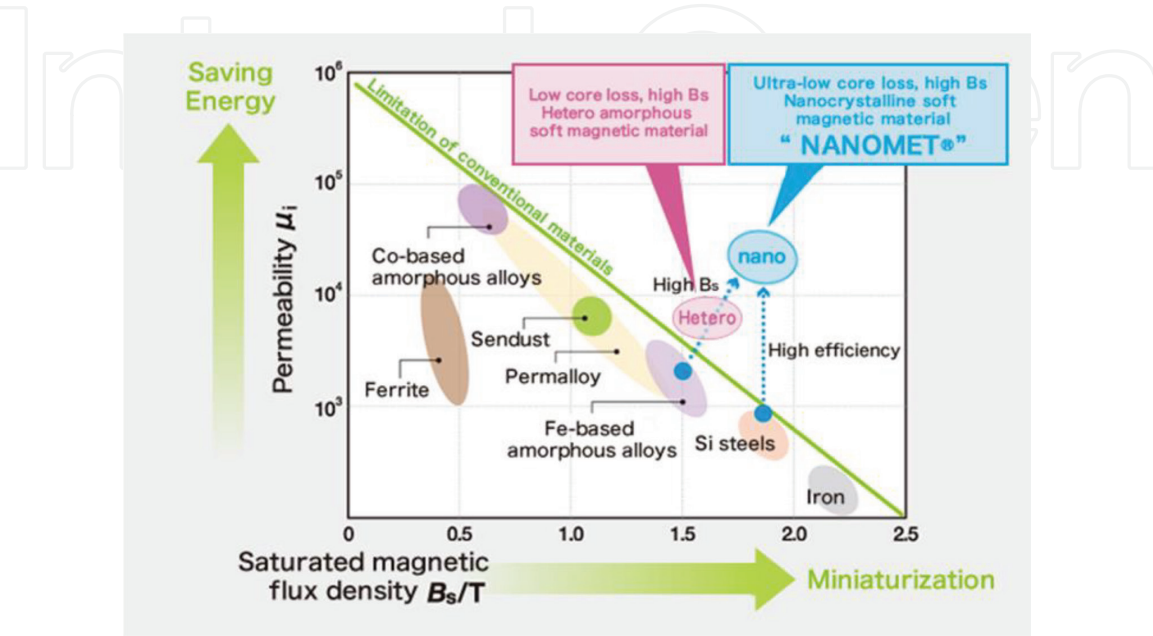 Saving
Energy
Low core loss, high Bs
Hetero amorphous
soft magnetic material
Ultra-low core loss, high Bs
Nanocrystalline soft
magnetic material
“ NANOMET®”
Limitation of conventional materials
10⁶
10⁵
10⁴
10³
Permeability μi
Co-based
amorphous alloys
nano
High Bs
Hetero
Sendust
High efficiency
Permalloy
Ferrite
Fe-based
amorphous alloys
Si steels
Iron
0 0.5 1.0 1.5 2.0 2.5
Saturated magnetic
flux density Bs/T
Miniaturization